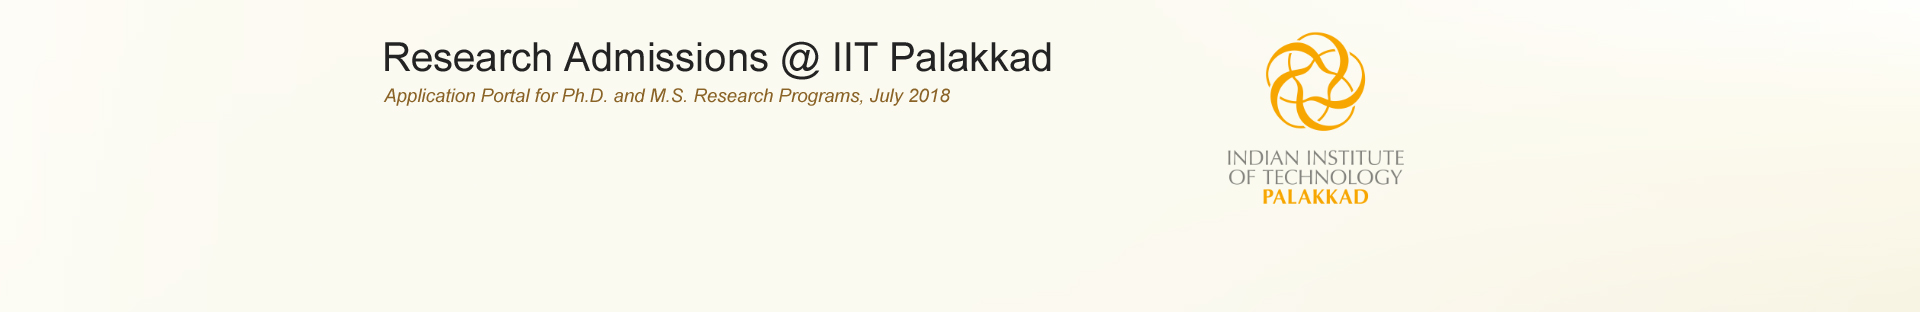 Research Admissions @ IIT Palakkad
Application Portal for Ph.D. and M.S. Research Programs, July 2018
INDIAN INSTITUTE
OF TECHNOLOGY
PALAKKAD